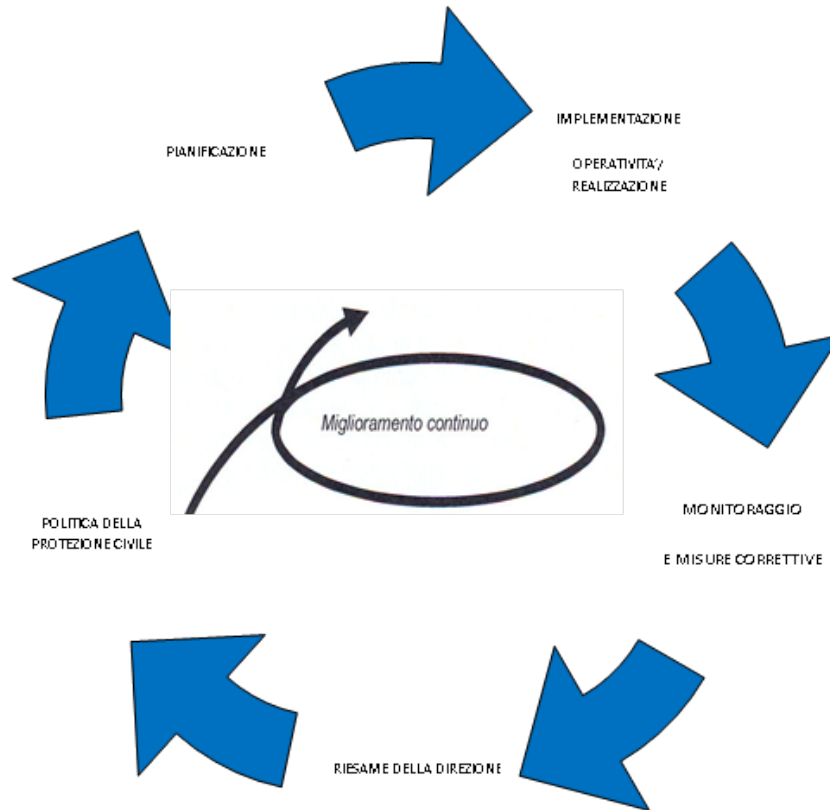 PIANIFICAZIONE
IMPLEMENTAZIONE
OPERATIVITA'/
REALIZZAZIONE
Miglioramento continuo
MONITORAGGIO
E MISURE CORRETTIVE
POLITICA DELLA
PROTEZIONE CIVILE
RIESAME DELLA DIREZIONE